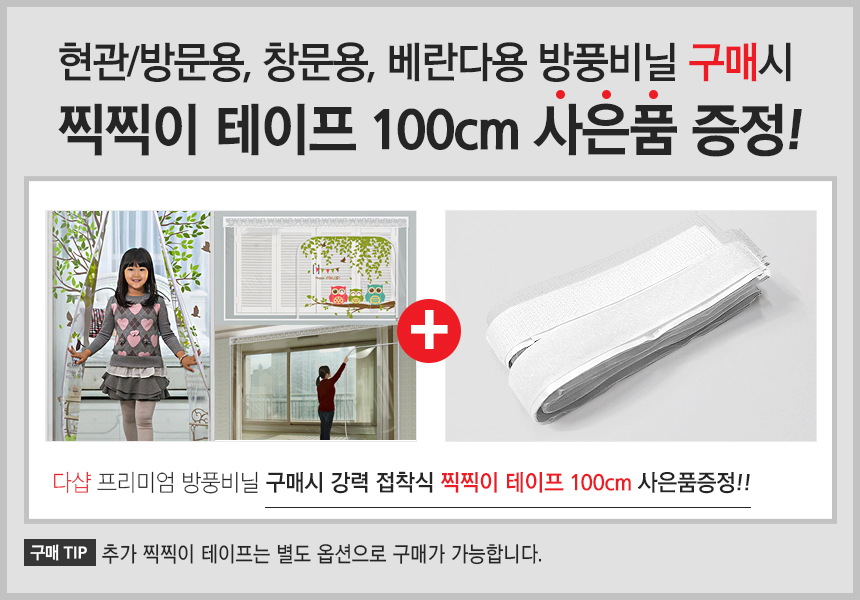 현관/방문용, 창문용, 베란다용 방풍비닐 구매시
찍찍이 테이프 100cm 사은품 증정!
다샵 프리미엄 방풍비닐 구매시 강력 접착식 찍찍이 테이프 100cm 사은품증정!!
구매 TIP 추가 찍찍이 테이프는 별도 옵션으로 구매가 가능합니다.